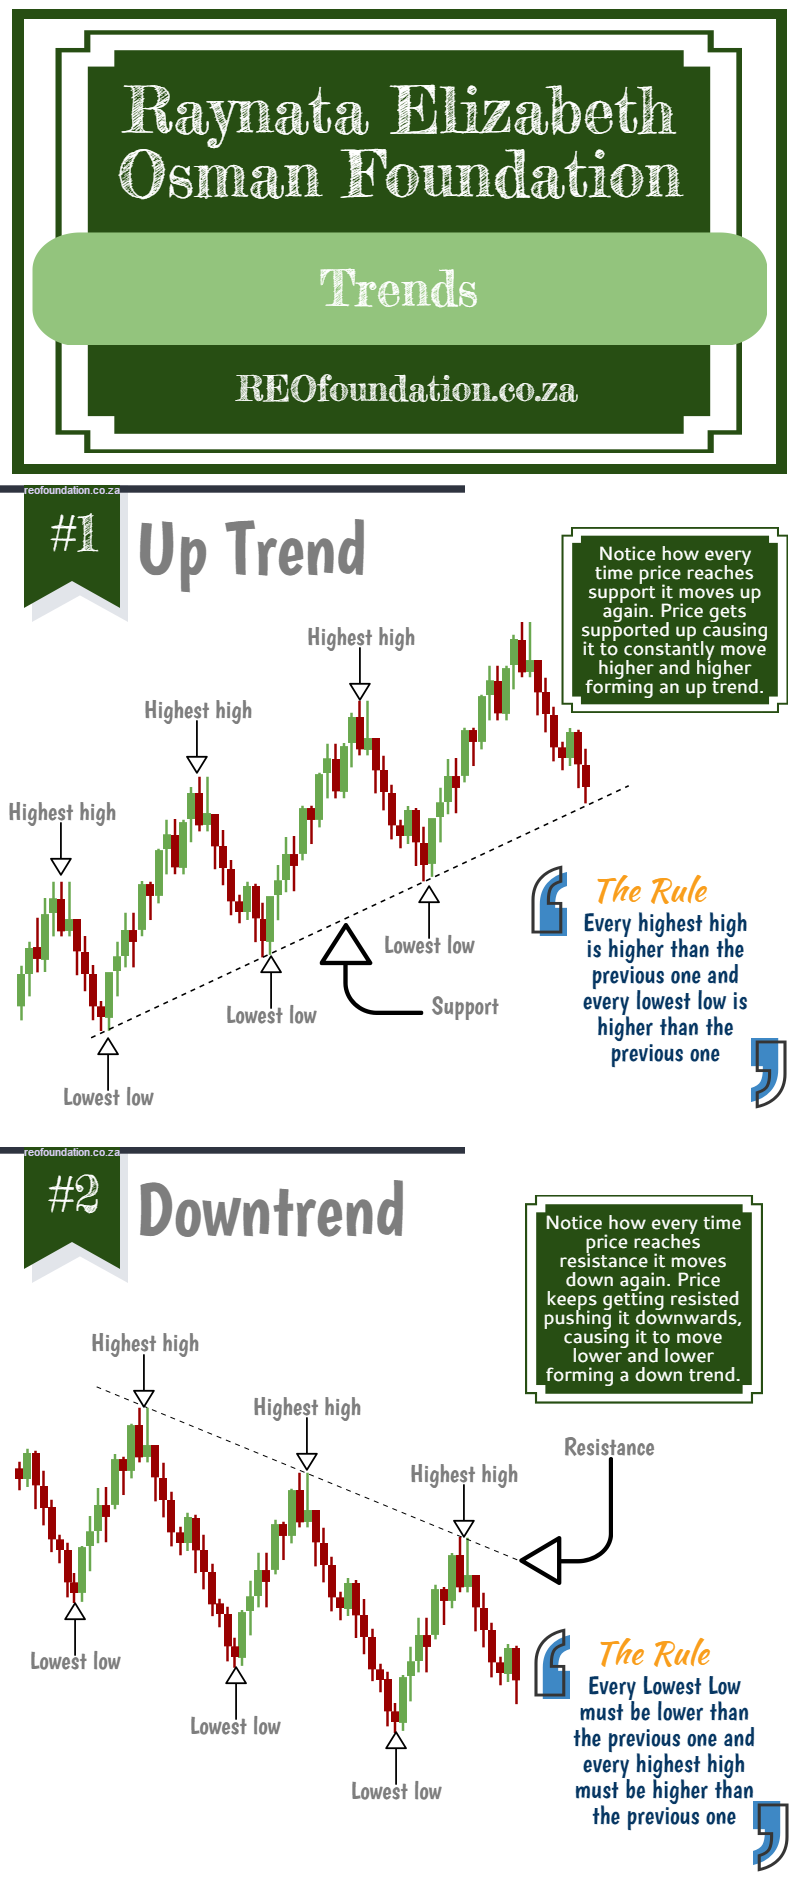 Raynata Elizabeth
Osman Foundation
Trends
REOfoundation.co.za
reofoundation.co.za
#1
Up Trend
Notice how every
time price reaches
support it moves up
again. Price gets
supported up causing
it to constantly move
higher and higher
forming an up trend.
Highest high
Highest high
Highest high
The Rule
Every highest high
is higher than the
previous one and
every lowest low is
higher than the
previous one
Lowest low
Support
Lowest low
Lowest low
reofoundation.co.za
#2
Downtrend
Notice how every time
price reaches
resistance it moves
down again. Price
keeps getting resisted
pushing it downwards,
causing it to move
lower and lower
forming a down trend.
Highest high
Highest high
Highest high
Resistance
Lowest low
Lowest low
Lowest low
The Rule
Every Lowest Low
must be lower than
the previous one and
every highest high
must be higher than
the previous one